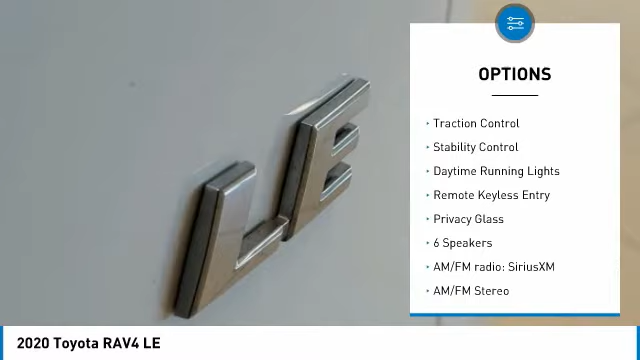 LE
OPTIONS
Traction Control
Stability Control
Daytime Running Lights
Remote Keyless Entry
Privacy Glass
6 Speakers
AM/FM radio: SiriusXM
AM/FM Stereo
2020 Toyota RAV4 LE